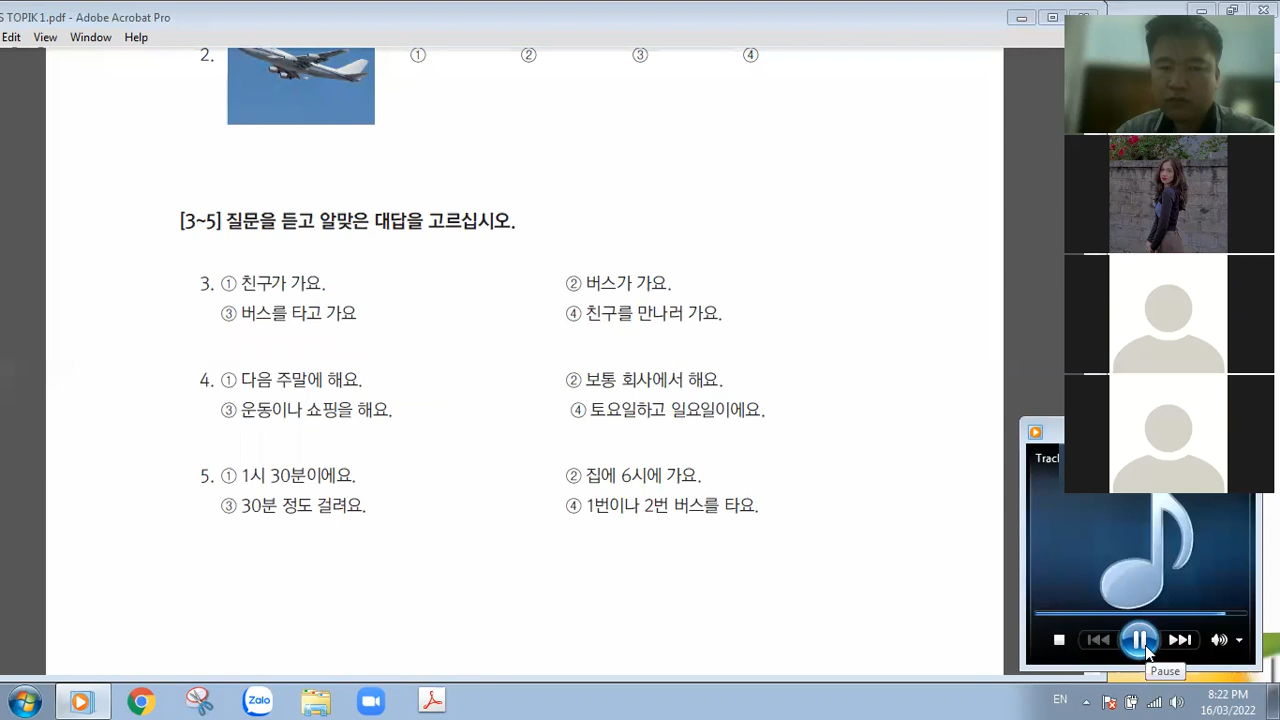 S TOPIK 1.pdf - Adobe Acrobat Pro
Edit View Window Help
2. ① ② ③ ④
[3~5] 질문을 듣고 알맞은 대답을 고르십시오.
3. ① 친구가 가요. ② 버스가 가요.
③ 버스를 타고 가요 ④ 친구를 만나러 가요.
4. ① 다음 주말에 해요. ② 보통 회사에서 해요.
③ 운동이나 쇼핑을 해요. ④ 토요일하고 일요일이에요.
5. ① 1시 30분이에요. ② 집에 6시에 가요.
③ 30분 정도 걸려요. ④ 1번이나 2번 버스를 타요.
Track
Pause
Zalo
EN
8:22 PM
16/03/2022